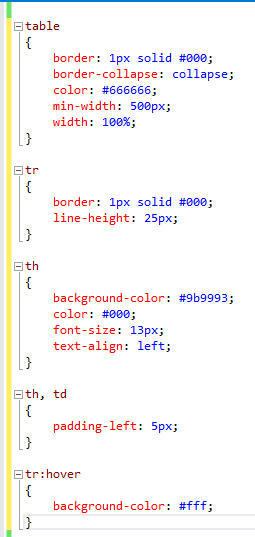 table
{
border: 1px solid #000;
border-collapse: collapse;
color: #666666;
min-width: 500px;
width: 100%;
}
tr
{
border: 1px solid #000;
line-height: 25px;
}
th
{
background-color: #9b9993;
color: #000;
font-size: 13px;
text-align: left;
}
th, td
{
padding-left: 5px;
}
tr:hover
{
background-color: #fff;
}